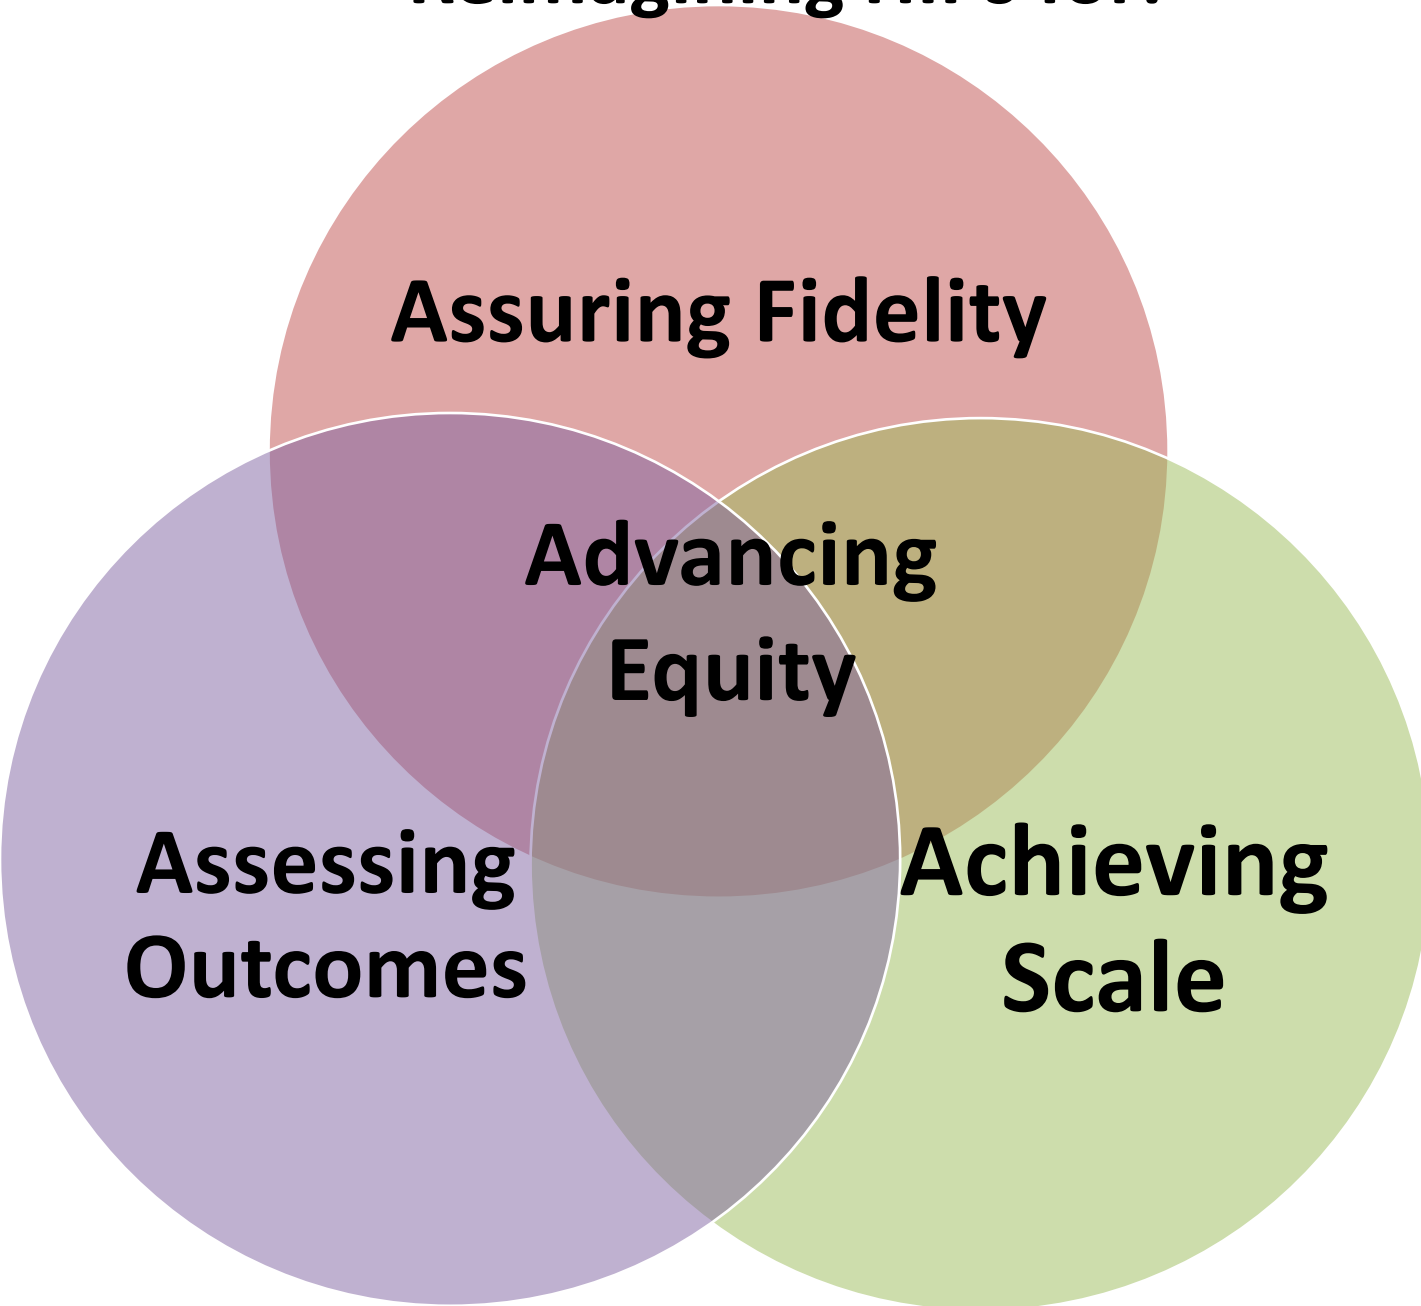 Assuring Fidelity
Advancing
Equity
Assessing
Outcomes
Achieving
Scale